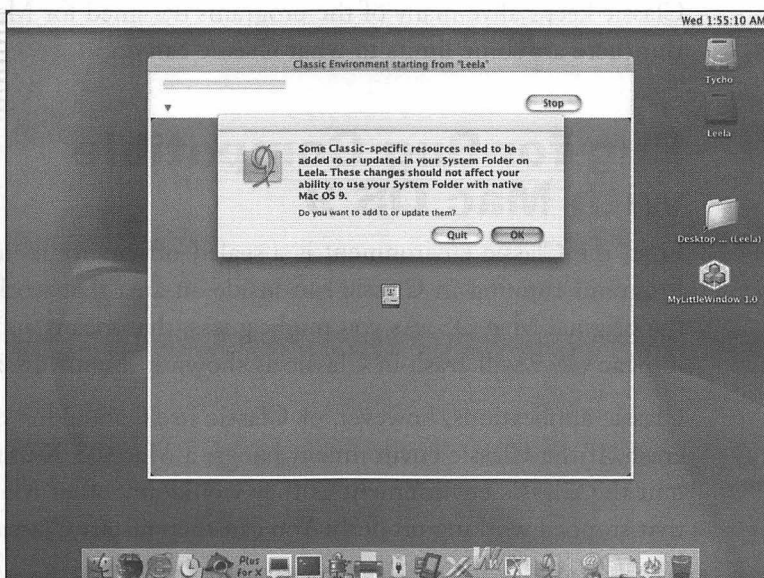 Wed 1:55:10 AM
Classic Environment starting from "Leela"
Stop
Tycho
Leela
Some Classic-specific resources need to be
added to or updated in your System Folder on
Leela. These changes should not affect your
ability to use your System Folder with native
Mac OS 9.
Do you want to add to or update them?
Quit
OK
Desktop ... (Leela)
MyLittleWindow 1.0
Plus
for X